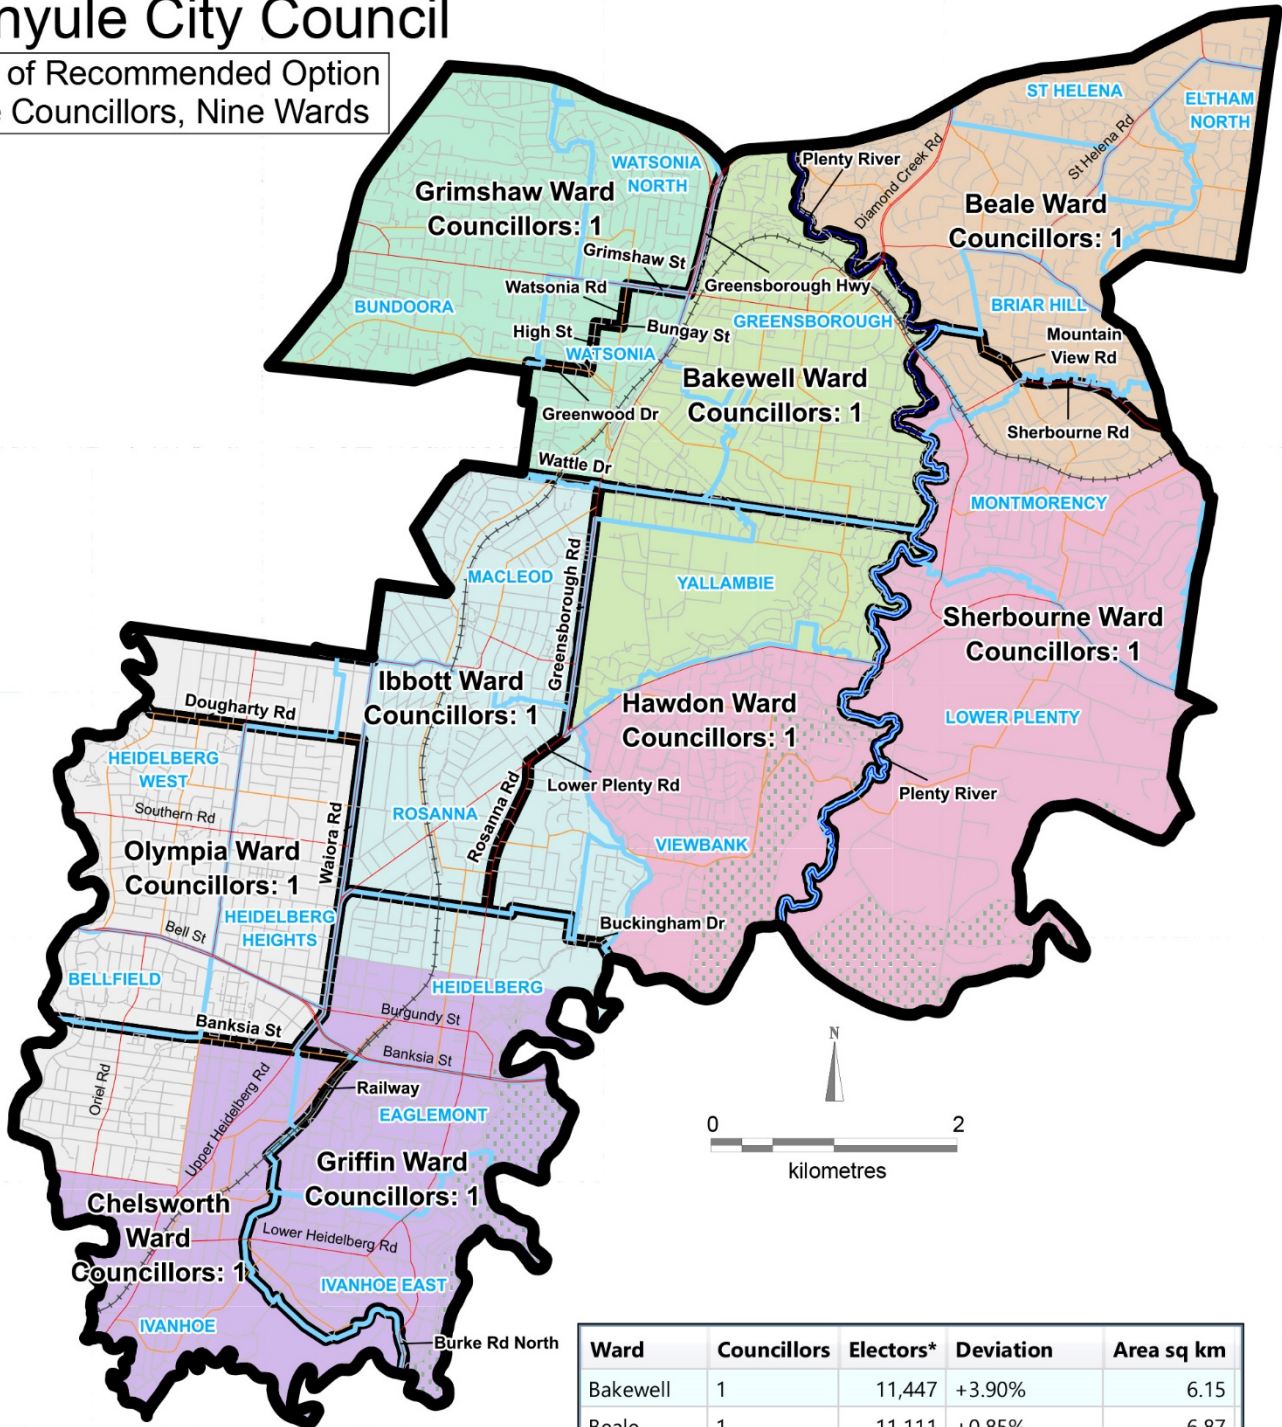 nyule City Council
of Recommended Option
Councillors, Nine Wards
ST HELENA
ELTHAM
NORTH
St Helena Rd
Plenty River
Diamond Creek Rd
WATSONIA
NORTH
Grimshaw Ward
Councillors: 1
Beale Ward
Councillors: 1
Grimshaw St
Watsonia Rd
Greensborough Hwy
BUNDOORA
BRIAR HILL
High St
Bungay St
GREENSBOROUGH
Mountain
View Rd
WATSONIA
Bakewell Ward
Councillors: 1
Greenwood Dr
Sherbourne Rd
Wattle Dr
MONTMORENCY
Greensborough Rd
MACLEOD
YALLAMBIE
Sherbourne Ward
Councillors: 1
Ibbott Ward
Councillors: 1
Hawdon Ward
Councillors: 1
Dougharty Rd
LOWER PLENTY
HEIDELBERG
WEST
Lower Plenty Rd
Plenty River
Southern Rd
ROSANNA
Rosanna Rd
Waiora Rd
VIEWBANK
Olympia Ward
Councillors: 1
HEIDELBERG
HEIGHTS
Bell St
Buckingham Dr
BELLFIELD
HEIDELBERG
Burgundy St
Banksia St
Banksia St
N
Oriel Rd
Upper Heidelberg Rd
Railway
EAGLEMONT
0 2
kilometres
Griffin Ward
Councillors: 1
Chelsworth
Ward
Councillors: 1
Lower Heidelberg Rd
IVANHOE EAST
IVANHOE
Burke Rd North
Ward Councillors Electors* Deviation Area sq km
Bakewell 1 11,447 +3.90% 6.15
Beale 1 11,111 +0.85% 6.87